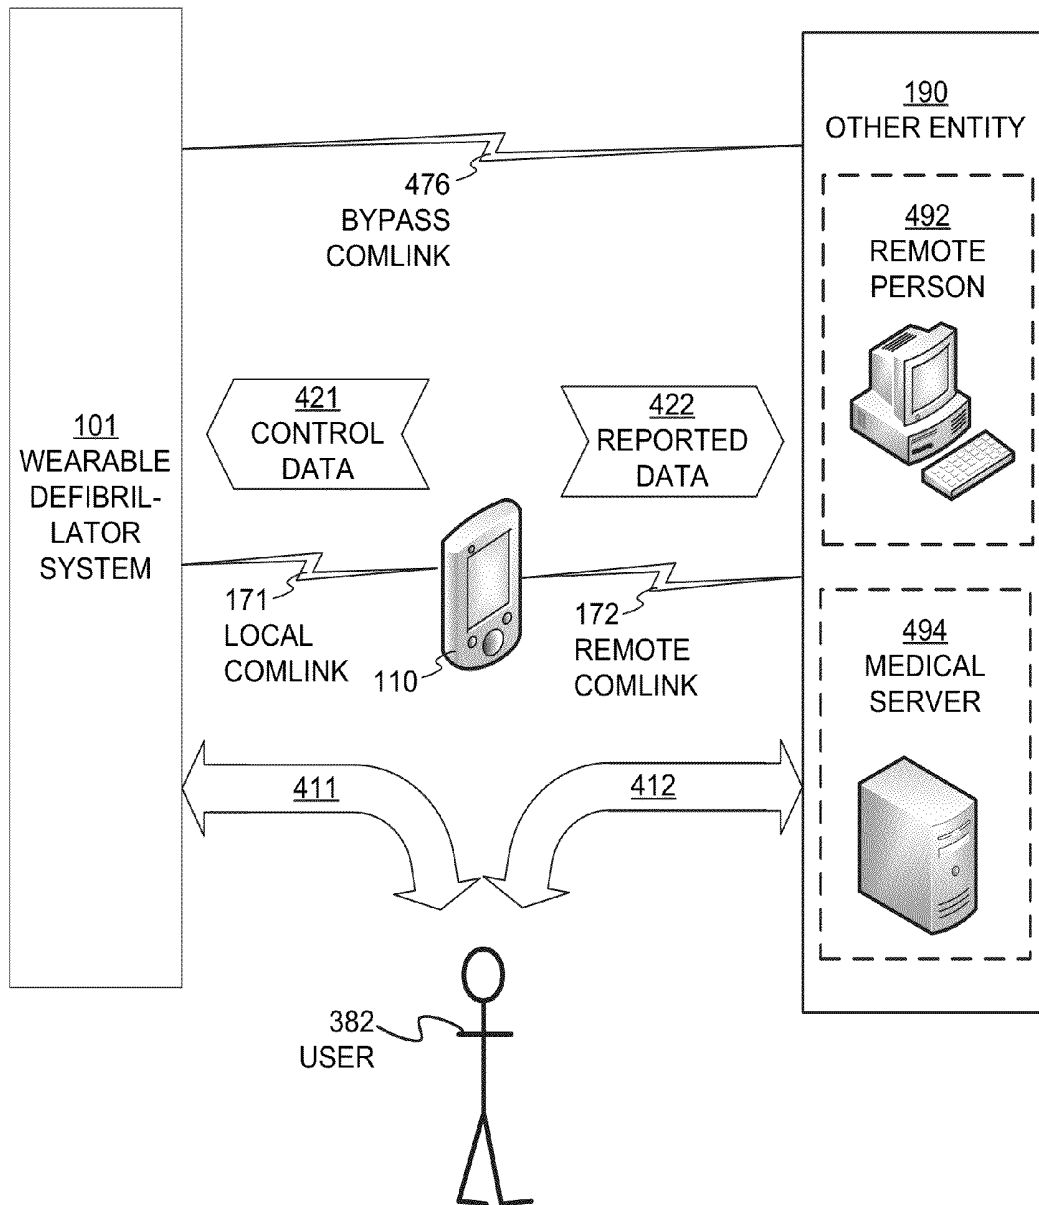 190
OTHER ENTITY
476
BYPASS
COMLINK
492
REMOTE
PERSON
101
WEARABLE
DEFIBRIL-
LATOR
SYSTEM
421
CONTROL
DATA
422
REPORTED
DATA
171
LOCAL
COMLINK
110
172
REMOTE
COMLINK
494
MEDICAL
SERVER
411
412
382
USER